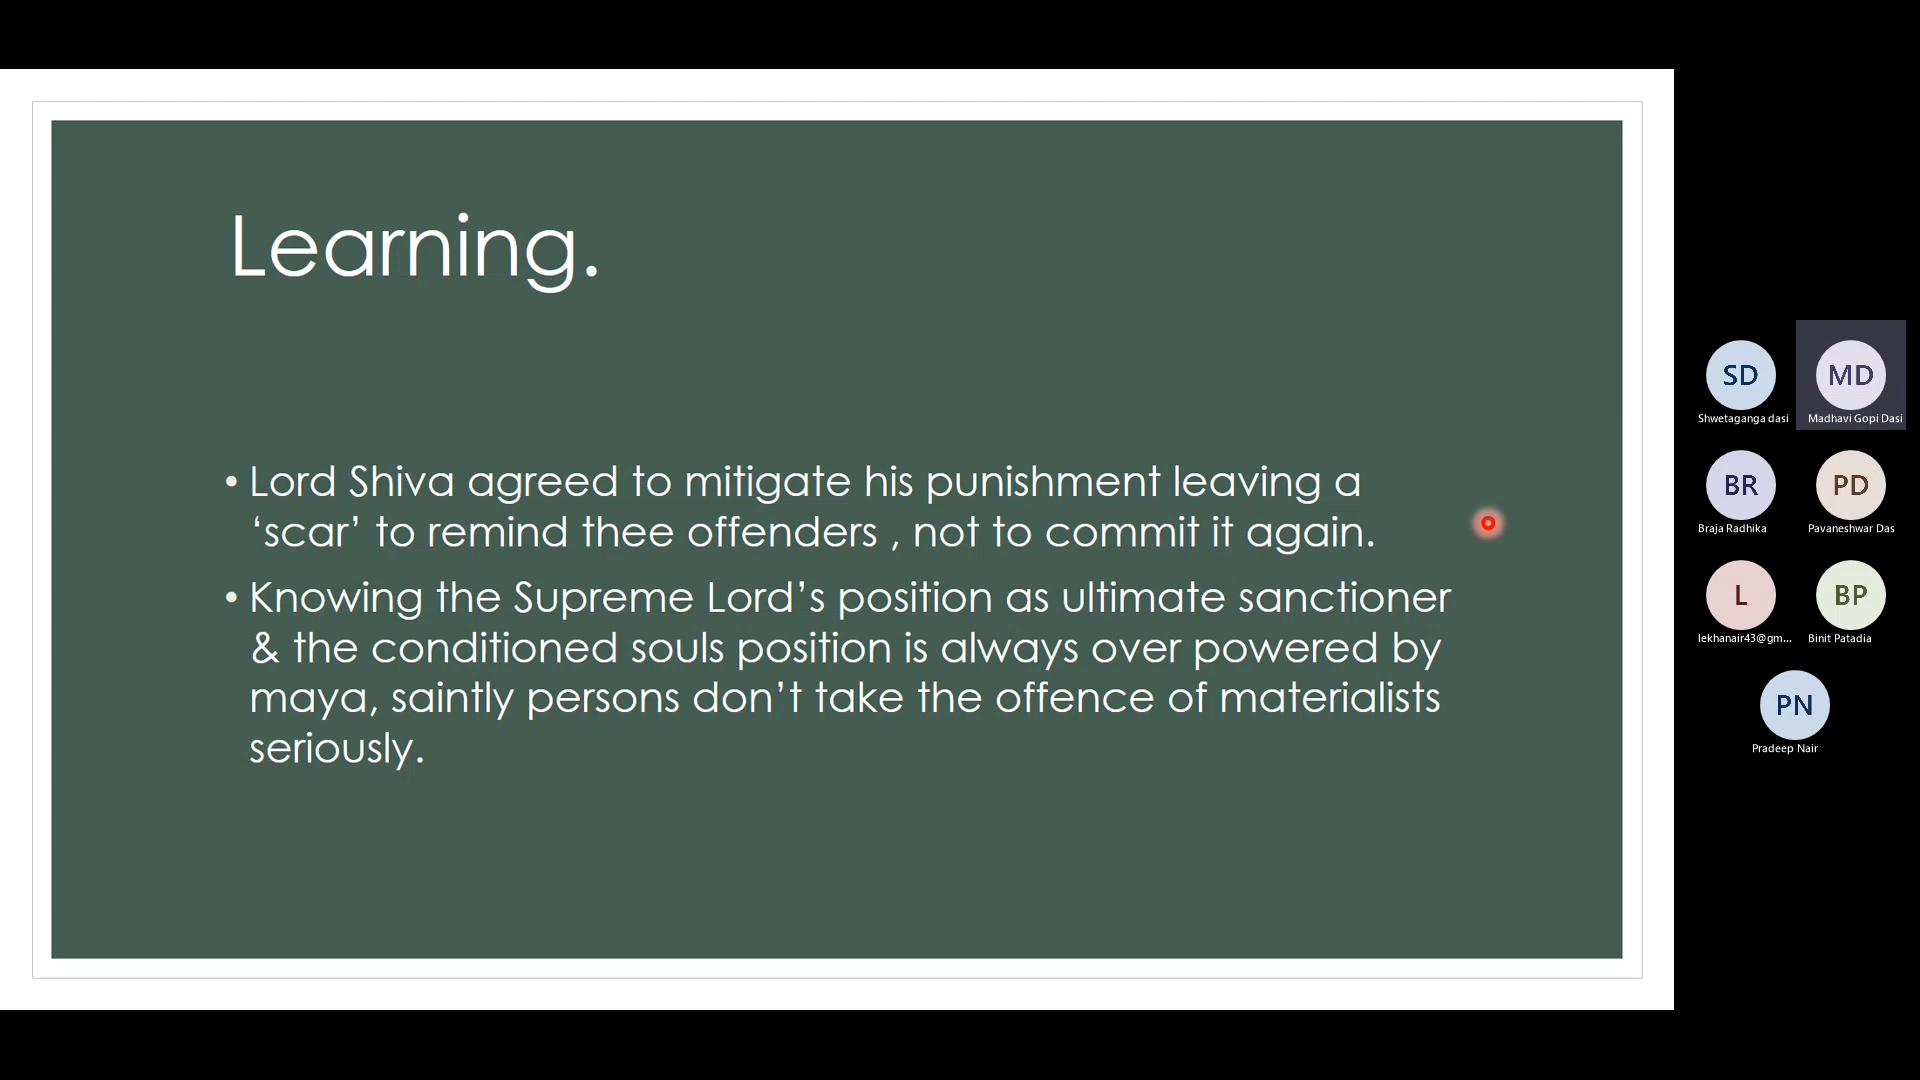 Learning.
• Lord Shiva agreed to mitigate his punishment leaving a
‘scar’ to remind thee offenders , not to commit it again.
• Knowing the Supreme Lord’s position as ultimate sanctioner
& the conditioned souls position is always over powered by
maya, saintly persons don’t take the offence of materialists
seriously.
SD
Shwetaganga dasi
MD
Madhavi Gopi Dasi
BR
Braja Radhika
PD
Pavaneshwar Das
L
lekhanair43@gm...
BP
Binit Patadia
PN
Pradeep Nair